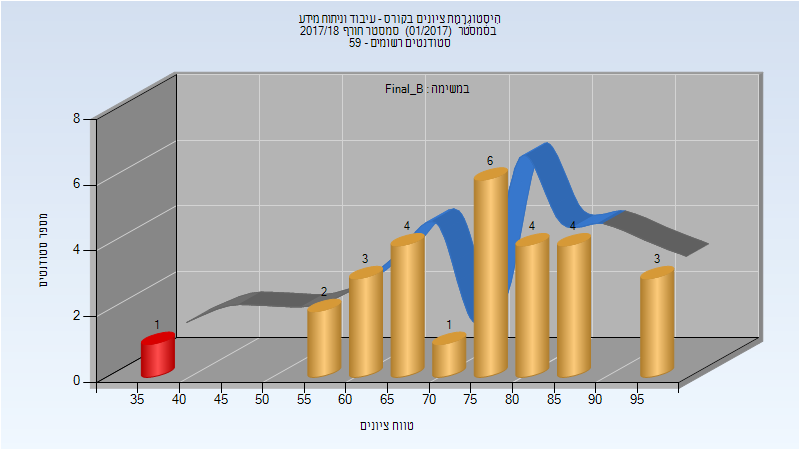 היסטוגרמת ציונים בקורס - עיבוד וניתוח מידע
בסמסטר (01/2017) סמסטר חורף 2017/18
סטודנטים רשומים - 59
במשימה : Final_B
מספר סטודנטים
8
6
4
2
0
1
2
3
4
1
6
4
4
3
35 40 45 50 55 60 65 70 75 80 85 90 95
טווח ציונים